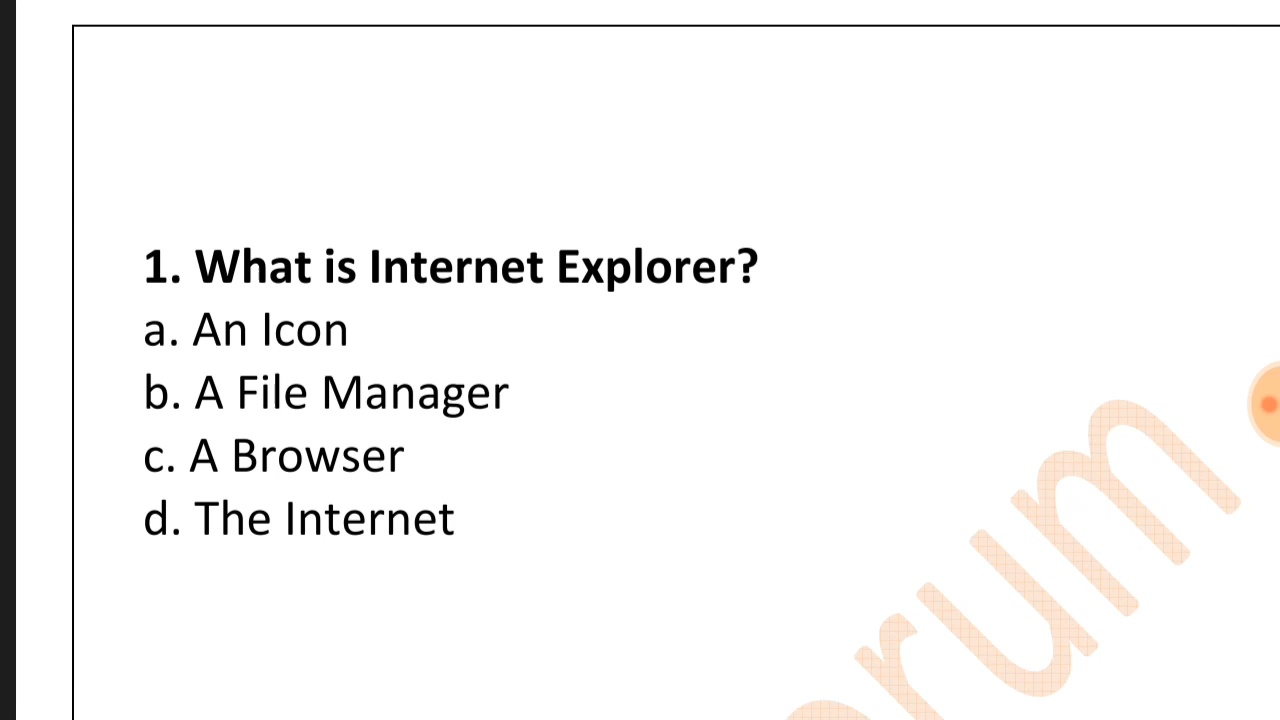 1. What is Internet Explorer?
a. An Icon
b. A File Manager
c. A Browser
d. The Internet